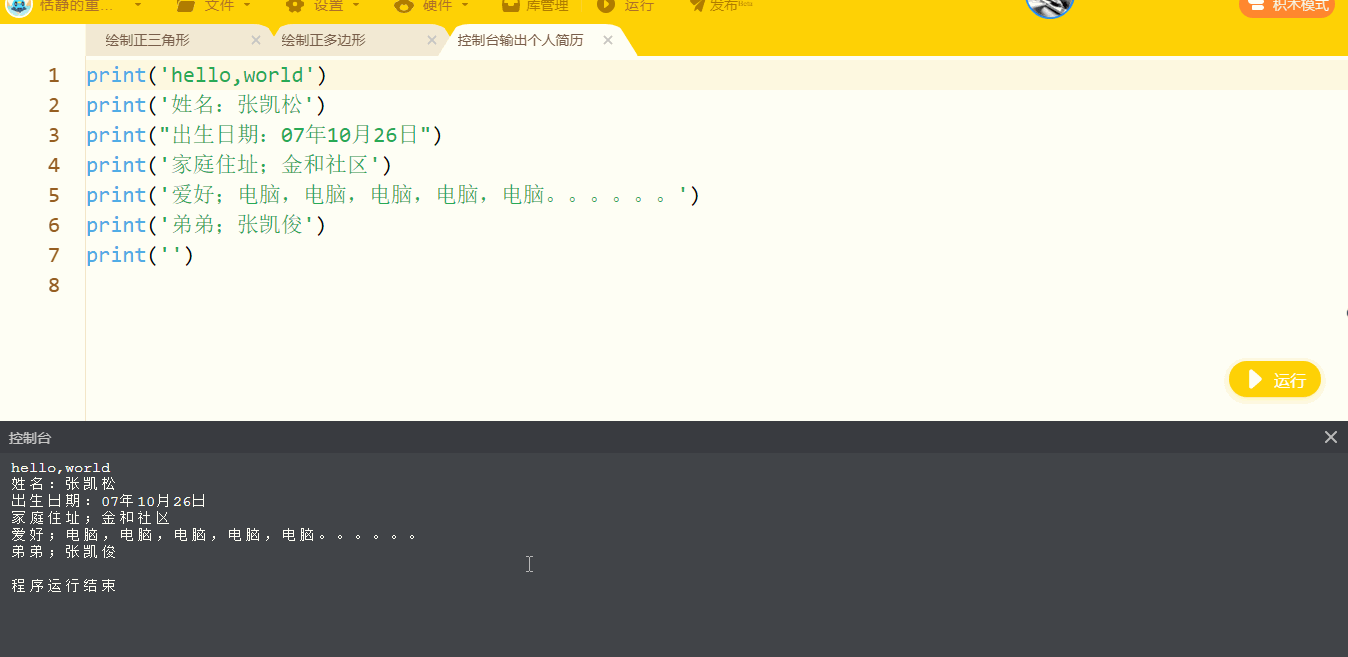 恬静的重... 文件 设置 硬件 库管理 运行 发布Beta 积木模式
绘制正三角形 绘制正多边形 控制台输出个人简历
1 print('hello,world')
2 print('姓名：张凯松')
3 print("出生日期：07年10月26日")
4 print('家庭住址；金和社区')
5 print('爱好；电脑，电脑，电脑，电脑，电脑。。。。。。')
6 print('弟弟；张凯俊')
7 print('')
8
运行
控制台
hello,world
姓名：张凯松
出生日期：07年10月26日
家庭住址；金和社区
爱好；电脑，电脑，电脑，电脑，电脑。。。。。。
弟弟；张凯俊
程序运行结束